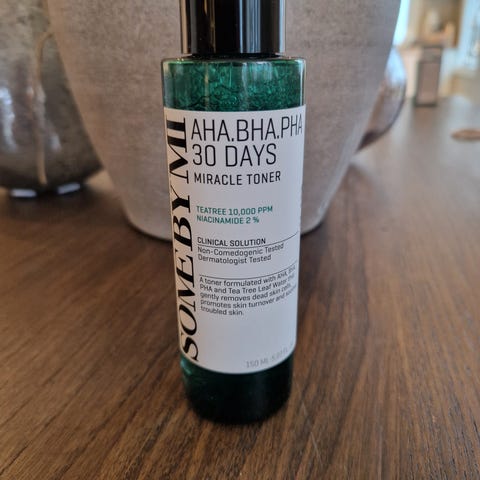 SOME BY MI
AHA.BHA.PHA
30 DAYS
MIRACLE TONER
TEATREE 10,000 PPM
NIACINAMIDE 2 %
CLINICAL SOLUTION
Non-Comedogenic Tested
Dermatologist Tested
A toner formulated with AHA, BHA,
PHA and Tea Tree Leaf Water that
gently removes dead skin cells,
promotes skin turnover and soothes
troubled skin.
150 ML